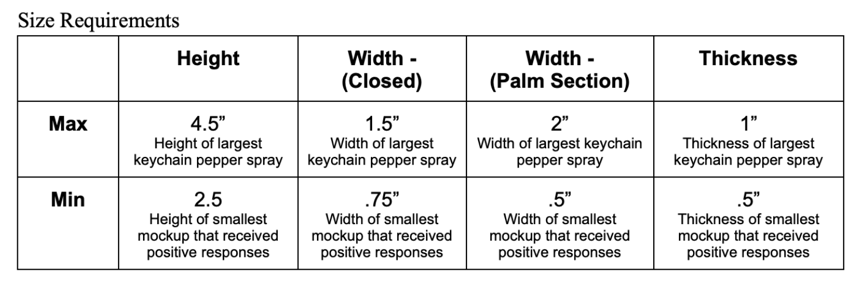 Size Requirements
Height
Width -
(Closed)
Width -
(Palm Section)
Thickness
Max
4.5”
Height of largest
keychain pepper spray
1.5”
Width of largest
keychain pepper spray
2”
Width of largest keychain
pepper spray
1”
Thickness of largest
keychain pepper spray
Min
2.5
Height of smallest
mockup that received
positive responses
.75”
Width of smallest
mockup that received
positive responses
.5”
Width of smallest
mockup that received
positive responses
.5”
Thickness of smallest
mockup that received
positive responses